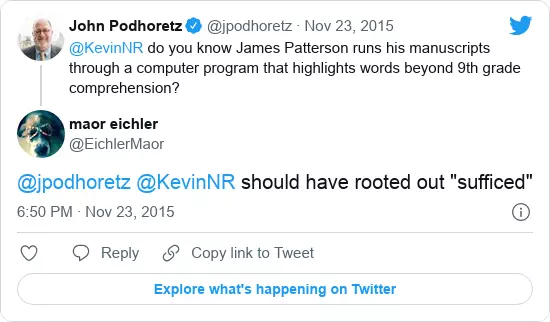 John Podhoretz @jpodhoretz · Nov 23, 2015
@KevinNR do you know James Patterson runs his manuscripts
through a computer program that highlights words beyond 9th grade
comprehension?
maor eichler
@EichlerMaor
@jpodhoretz @KevinNR should have rooted out "sufficed"
6:50 PM · Nov 23, 2015
Reply Copy link to Tweet
Explore what's happening on Twitter